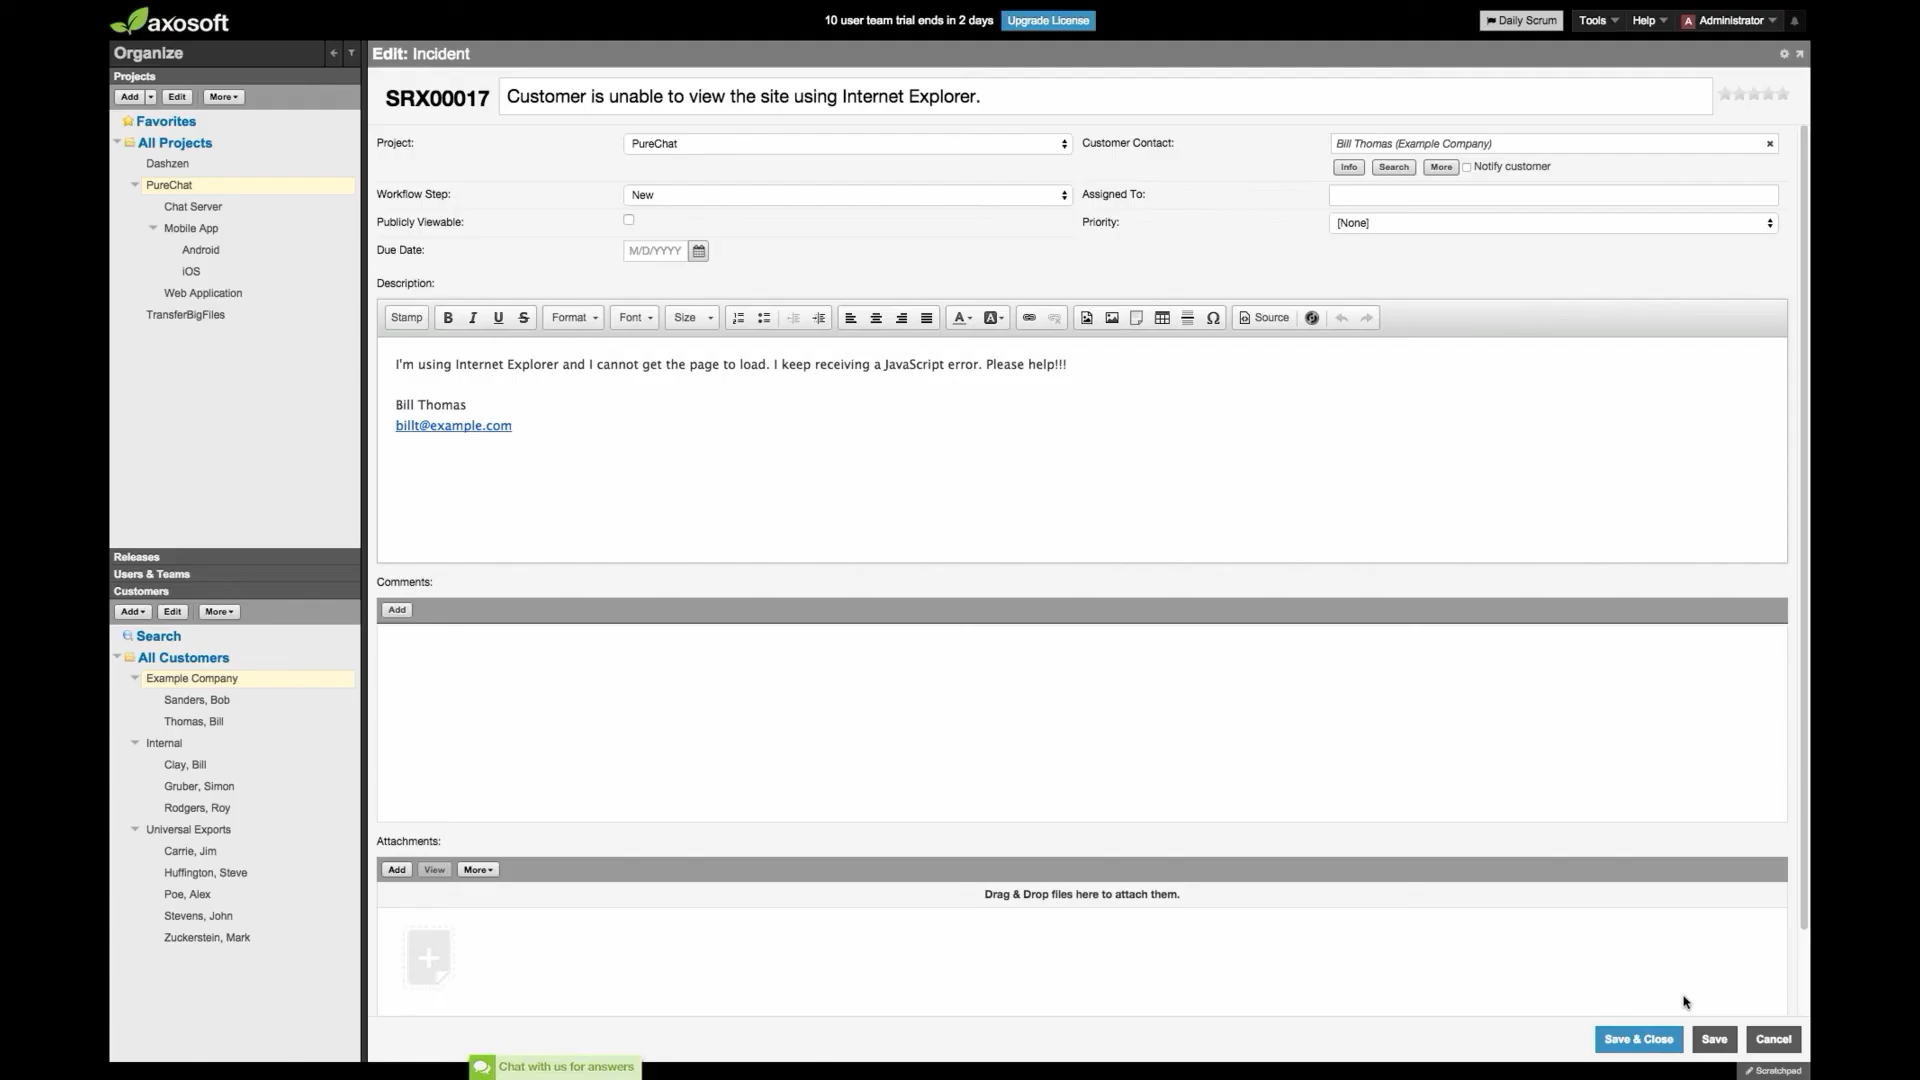 axosoft
10 user team trial ends in 2 days
Upgrade License
Daily Scrum
Tools
Help
A
Administrator
Organize
Projects
Add
Edit
More
Favorites
All Projects
Dashzen
PureChat
Chat Server
Mobile App
Android
iOS
Web Application
TransferBigFiles
Releases
Users & Teams
Customers
Add
Edit
More
Search
All Customers
Example Company
Sanders, Bob
Thomas, Bill
Internal
Clay, Bill
Gruber, Simon
Rodgers, Roy
Universal Exports
Carrie, Jim
Huffington, Steve
Poe, Alex
Stevens, John
Zuckerstein, Mark
Edit: Incident
SRX00017
Customer is unable to view the site using Internet Explorer.
Project:
PureChat
Customer Contact:
Bill Thomas (Example Company)
Info
Search
More
Notify customer
Workflow Step:
New
Assigned To:
Publicly Viewable:
Priority:
[None]
Due Date:
M/D/YYYY
Description:
Stamp
B
I
U
S
Format
Font
Size
A
A
Ω
Source
I'm using Internet Explorer and I cannot get the page to load. I keep receiving a JavaScript error. Please help!!!
Bill Thomas
billt@example.com
Comments:
Add
Attachments:
Add
View
More
Drag & Drop files here to attach them.
Save & Close
Save
Cancel
Chat with us for answers
Scratchpad